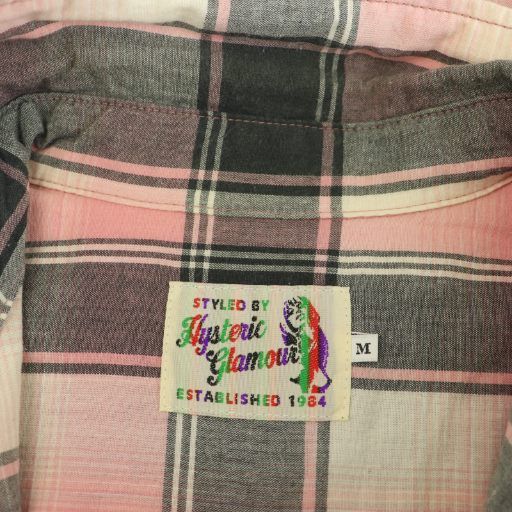 STYLED BY
Hysteric
Glamour
ESTABLISHED 1984
M